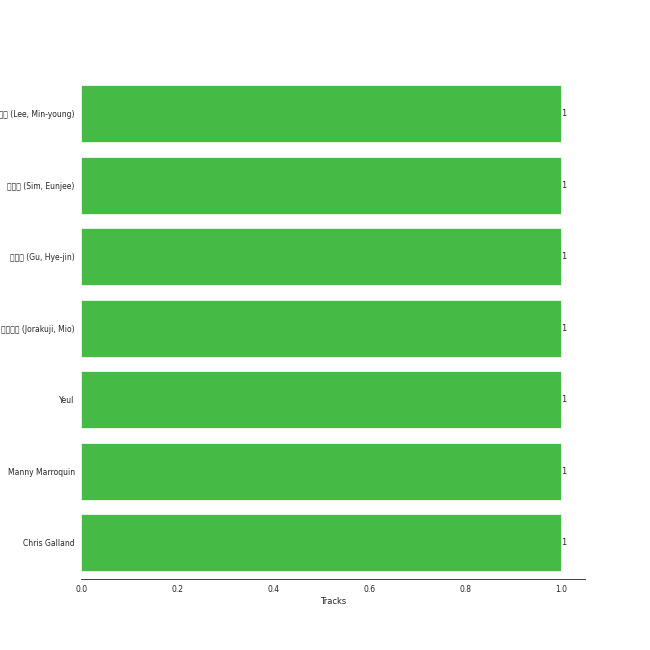 (Lee, Min-young)
1
(Sim, Eunjee)
1
(Gu, Hye-jin)
1
(Jorakuji, Mio)
1
Yeul
1
Manny Marroquin
1
Chris Galland
1
0.0 0.2 0.4 0.6 0.8 1.0
Tracks